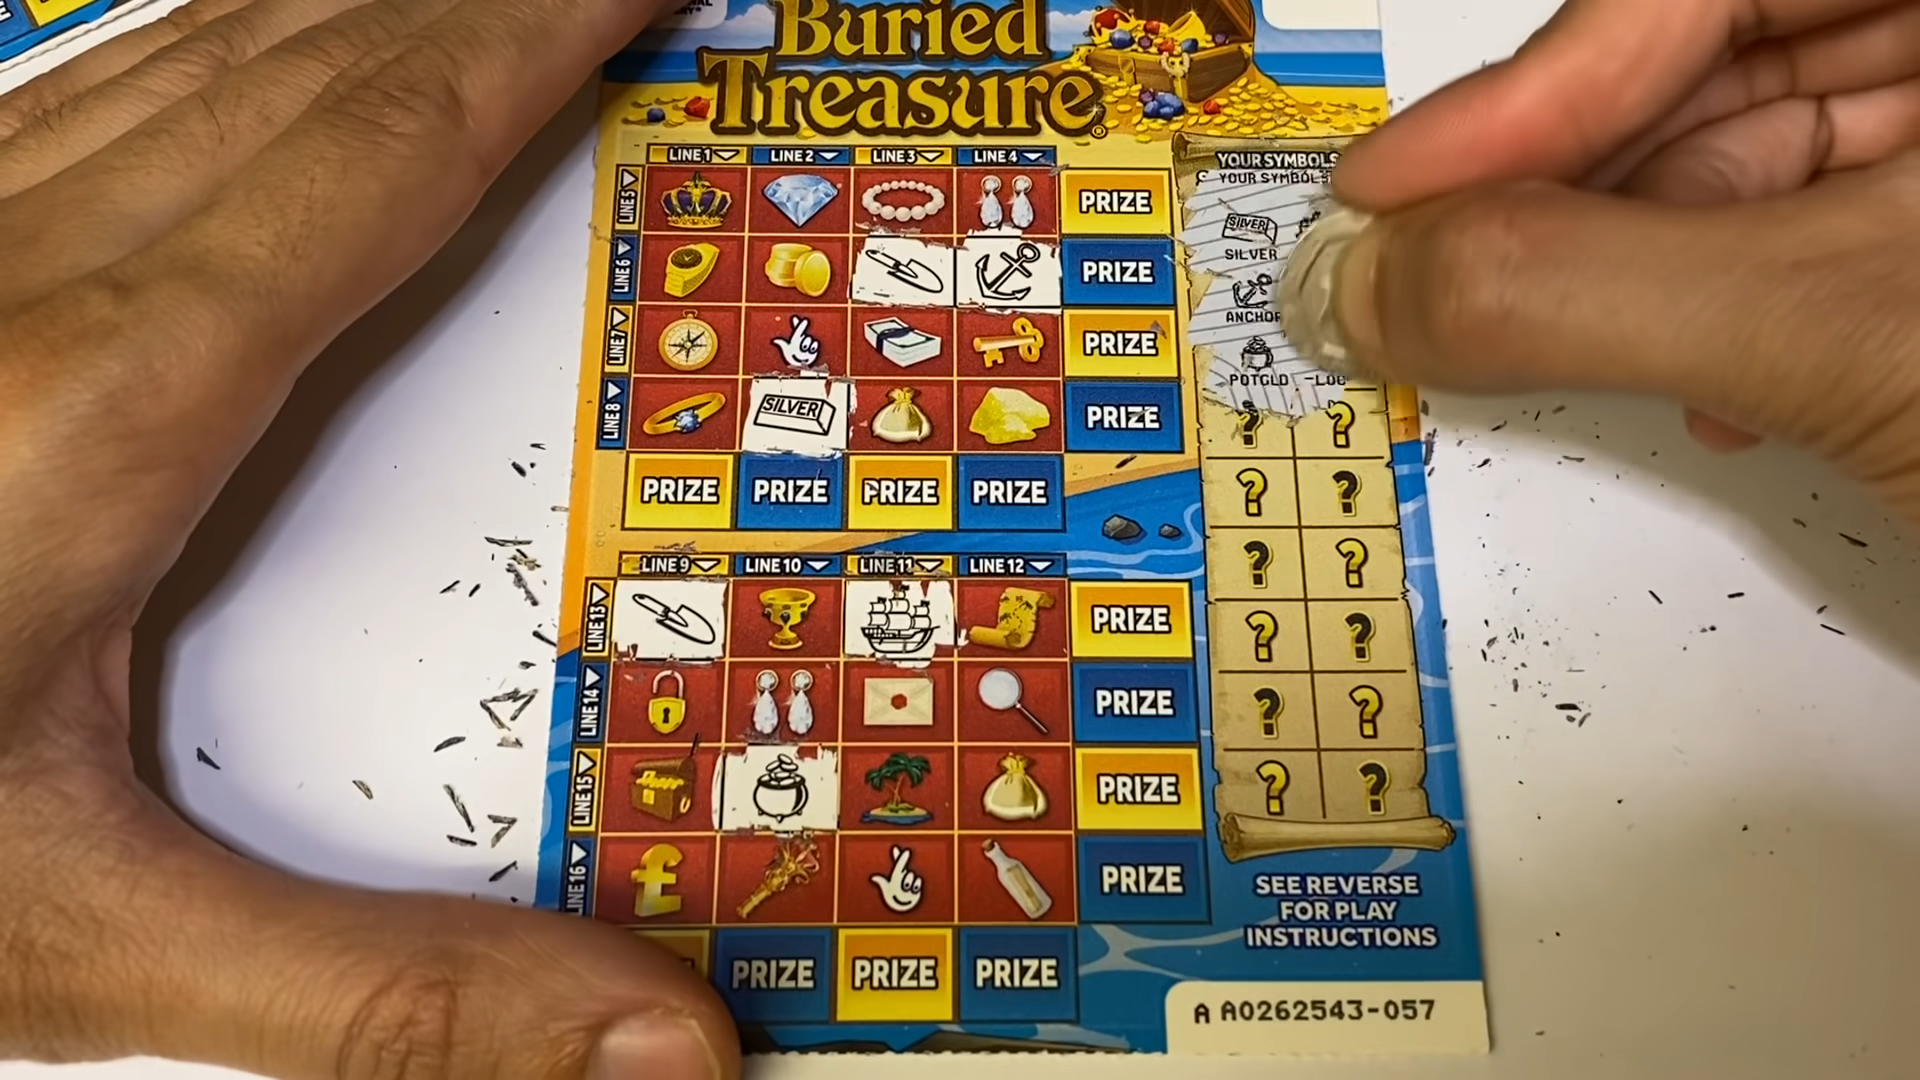 Buried
Treasure®
LINE 1 LINE 2 LINE 3 LINE 4
YOUR SYMBOLS
YOUR SYMBOLS
LINE 5 PRIZE
SILVER
SILVER
LINE 6 PRIZE
ANCHOR
LINE 7 PRIZE
POTGLD
LINE 8 SILVER PRIZE
PRIZE PRIZE PRIZE PRIZE
LINE 9 LINE 10 LINE 11 LINE 12
LINE 13 PRIZE
LINE 14 PRIZE
LINE 15 PRIZE
LINE 16 PRIZE
SEE REVERSE
FOR PLAY
INSTRUCTIONS
PRIZE PRIZE PRIZE
A A0262543-057